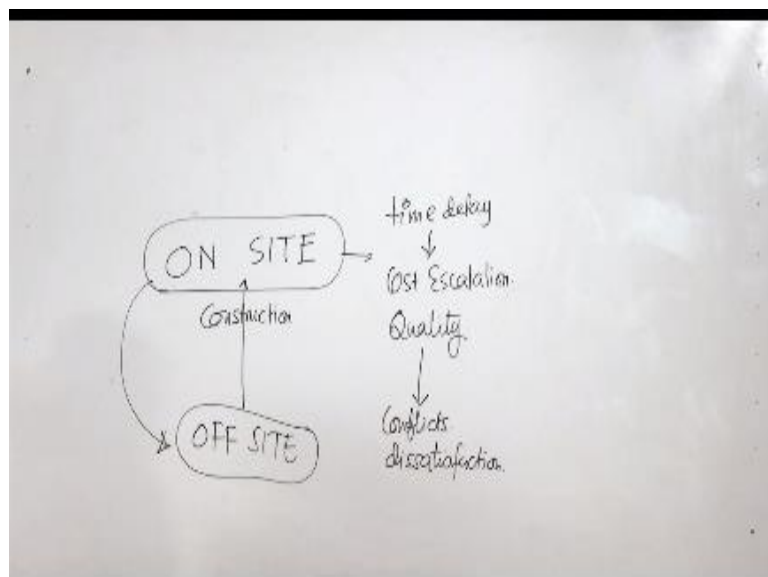 time delay
ON SITE
Cost Escalation
Construction
Quality
OFF SITE
Conflicts
dissatisfaction